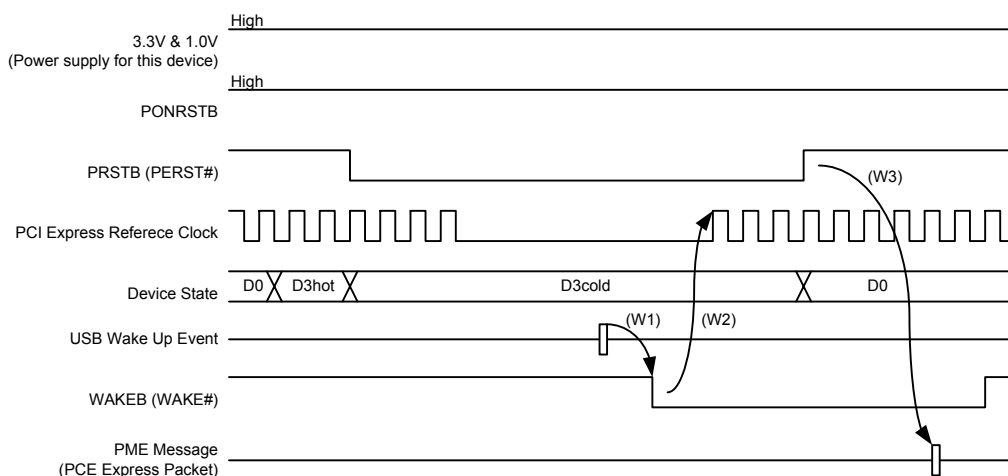 High
3.3V & 1.0V
(Power supply for this device)
High
PONRSTB
PRSTB (PERST#)
(W3)
PCI Express Referece Clock
Device State
D0
D3hot
D3cold
D0
USB Wake Up Event
(W1)
(W2)
WAKEB (WAKE#)
PME Message
(PCE Express Packet)